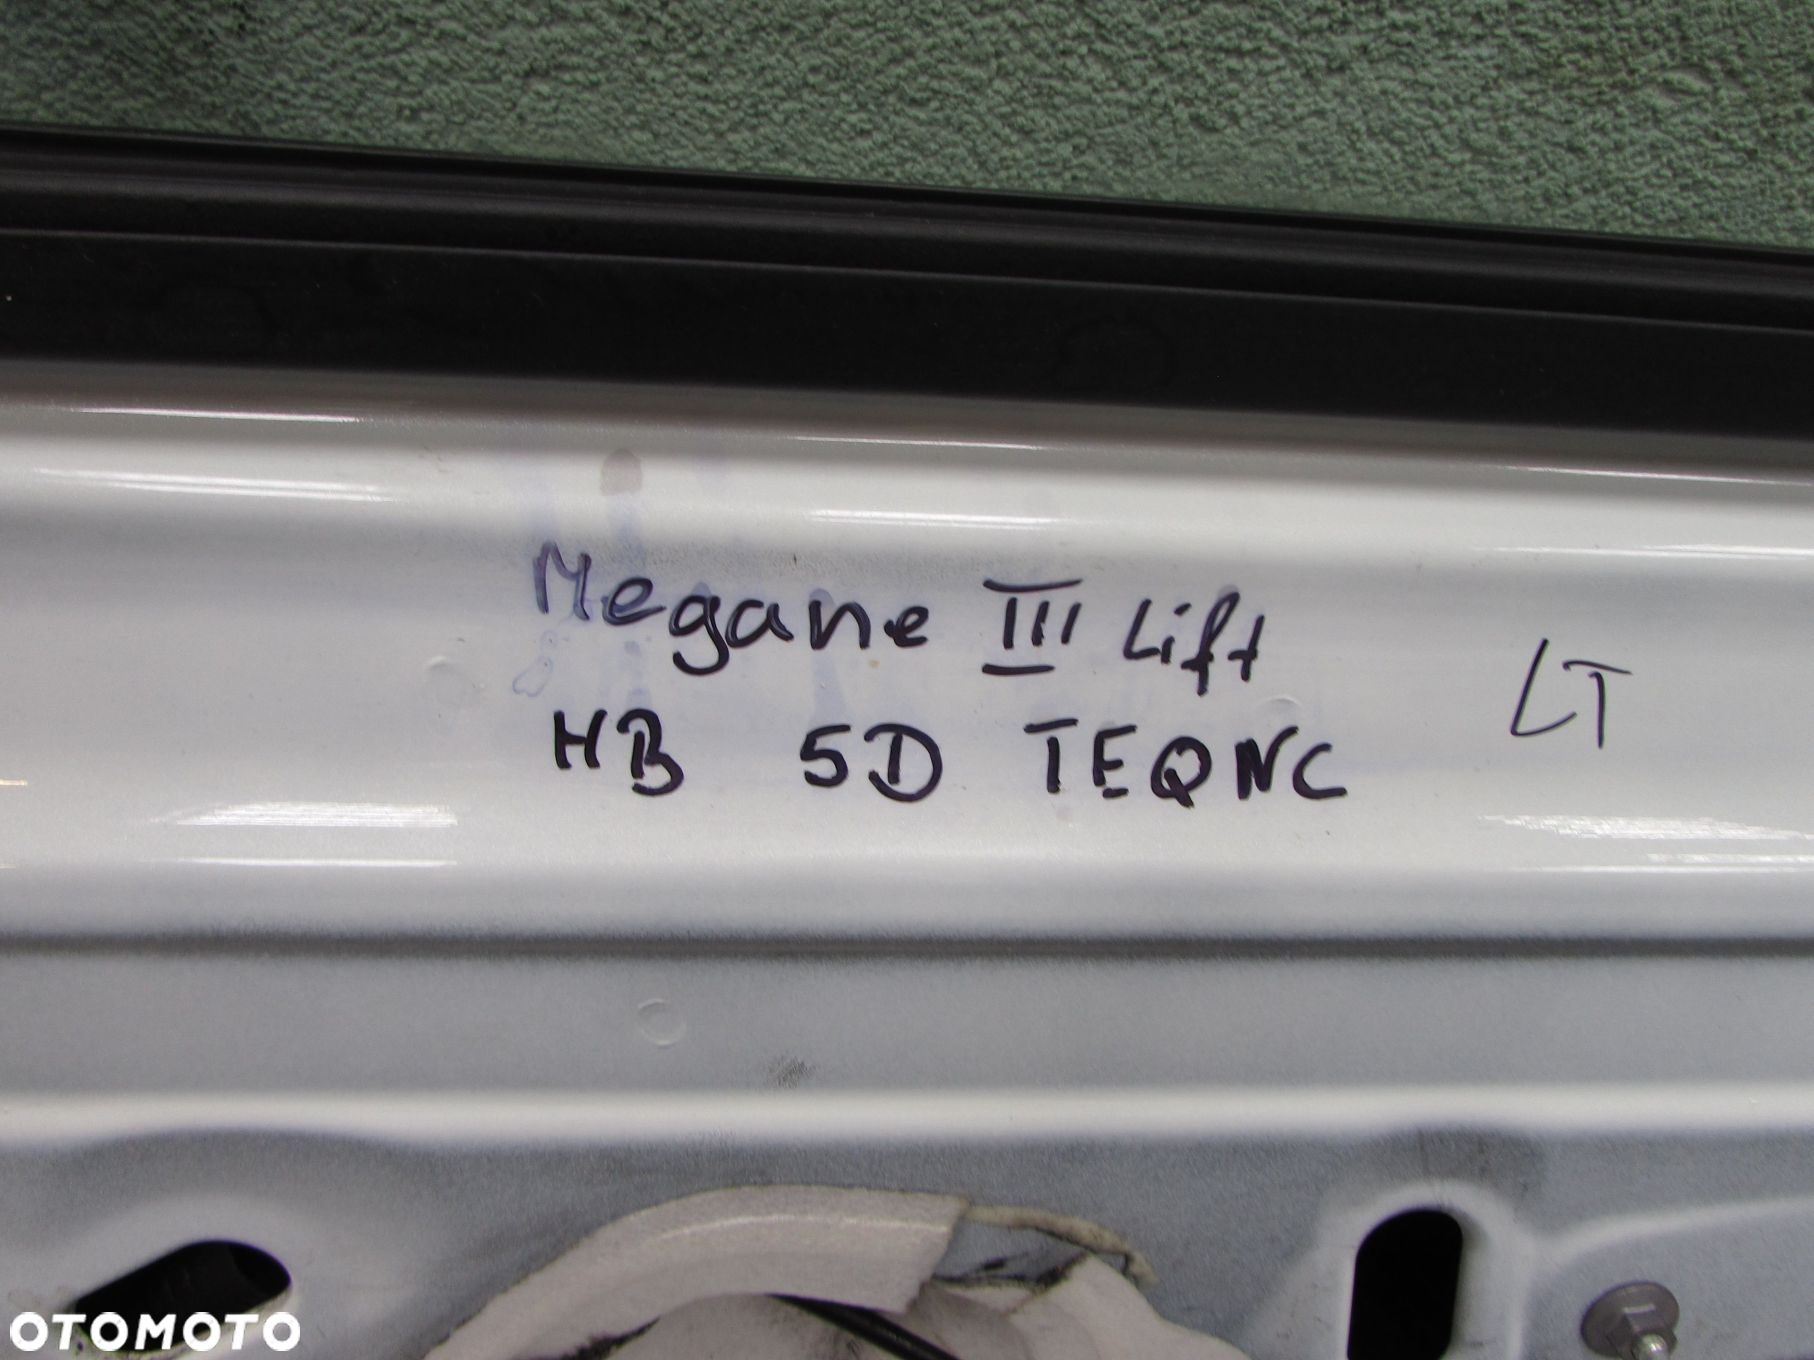 Megane III Lift
HB 5D TEQNC
LT
OTOMOTO